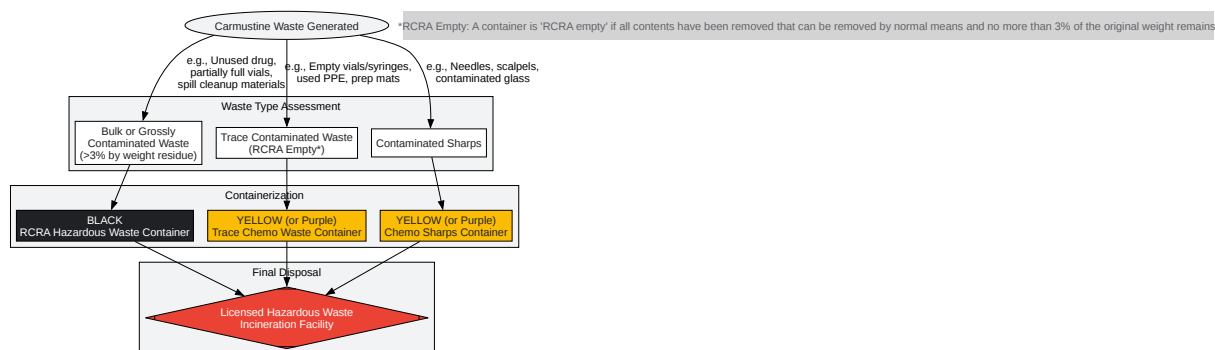 Carmustine Waste Generated
*RCRA Empty: A container is 'RCRA empty' if all contents have been removed that can be removed by normal means and no more than 3% of the original weight remains
e.g., Unused drug,
partially full vials,
spill cleanup materials
e.g., Empty vials/syringes,
used PPE, prep mats
e.g., Needles, scalpels,
contaminated glass
Waste Type Assessment
Bulk or Grossly
Contaminated Waste
(>3% by weight residue)
Trace Contaminated Waste
(RCRA Empty*)
Contaminated Sharps
Containerization
BLACK
RCRA Hazardous Waste Container
YELLOW (or Purple)
Trace Chemo Waste Container
YELLOW (or Purple)
Chemo Sharps Container
Final Disposal
Licensed Hazardous Waste
Incineration Facility